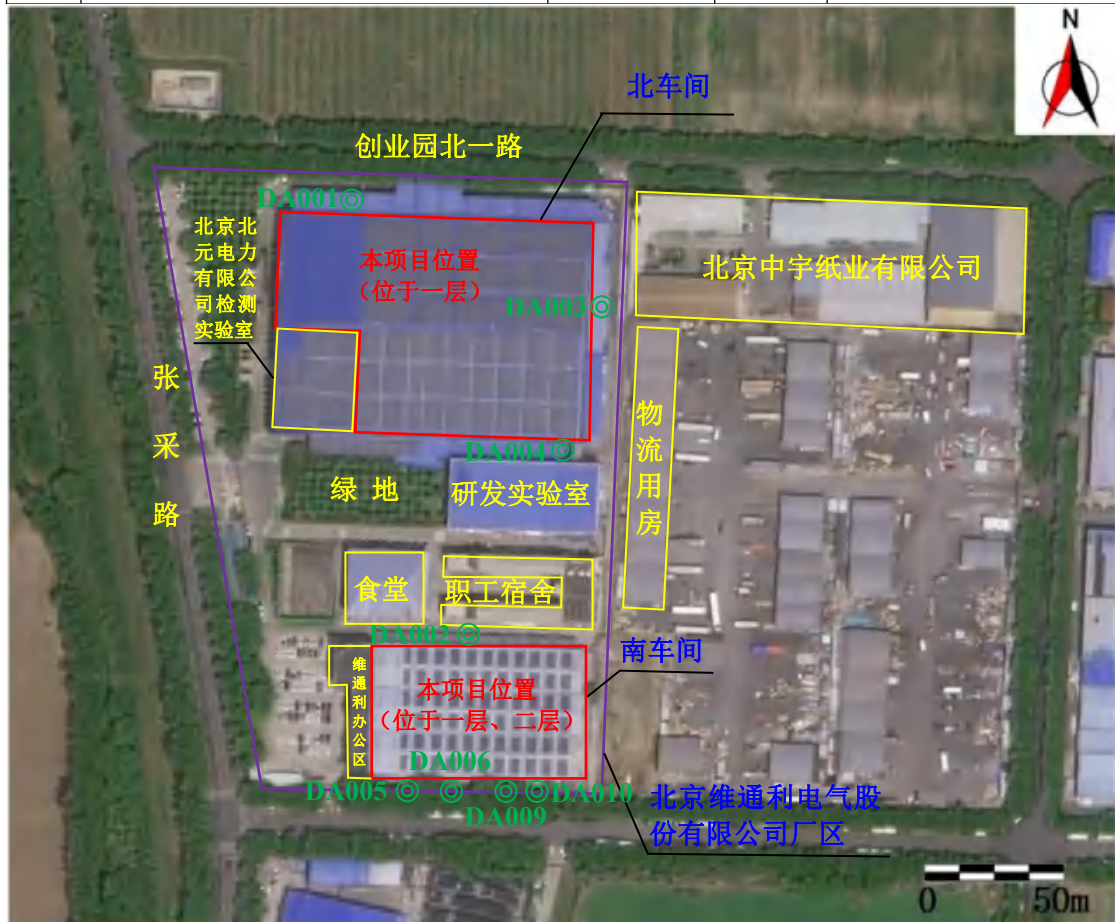 N
北车间
创业园北一路
DA001
北京北
元电力
有限公
司检测
实验室
本项目位置
（位于一层）
DA003
北京中宇纸业有限公司
张
采
路
物
流
用
房
DA004
绿 地
研发实验室
食堂
职工宿舍
DA002
南车间
维
通
利
办
公
区
本项目位置
（位于一层、二层）
DA006
DA005
DA010
DA009
北京维通利电气股
份有限公司厂区
0 50m